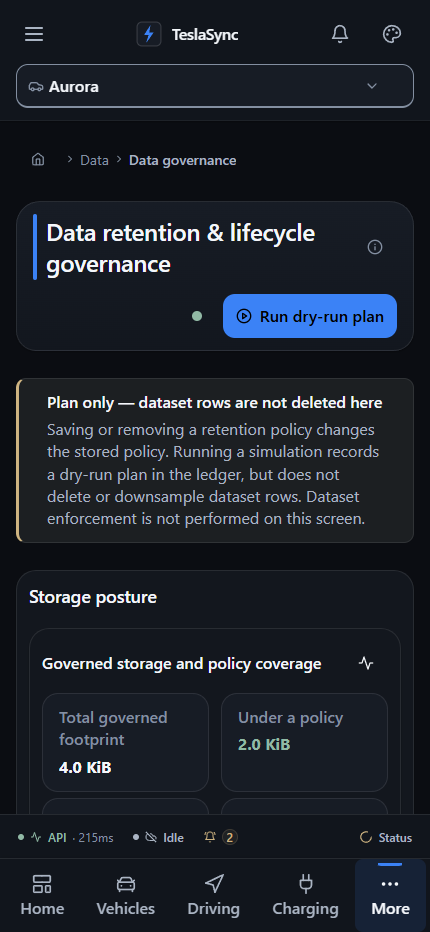 TeslaSync
Aurora
Data
Data governance
Data retention & lifecycle
governance
Run dry-run plan
Plan only — dataset rows are not deleted here
Saving or removing a retention policy changes
the stored policy. Running a simulation records
a dry-run plan in the ledger, but does not
delete or downsample dataset rows. Dataset
enforcement is not performed on this screen.
Storage posture
Governed storage and policy coverage
Total governed
footprint
4.0 KiB
Under a policy
2.0 KiB
API · 215ms
Idle
2
Status
Home
Vehicles
Driving
Charging
More